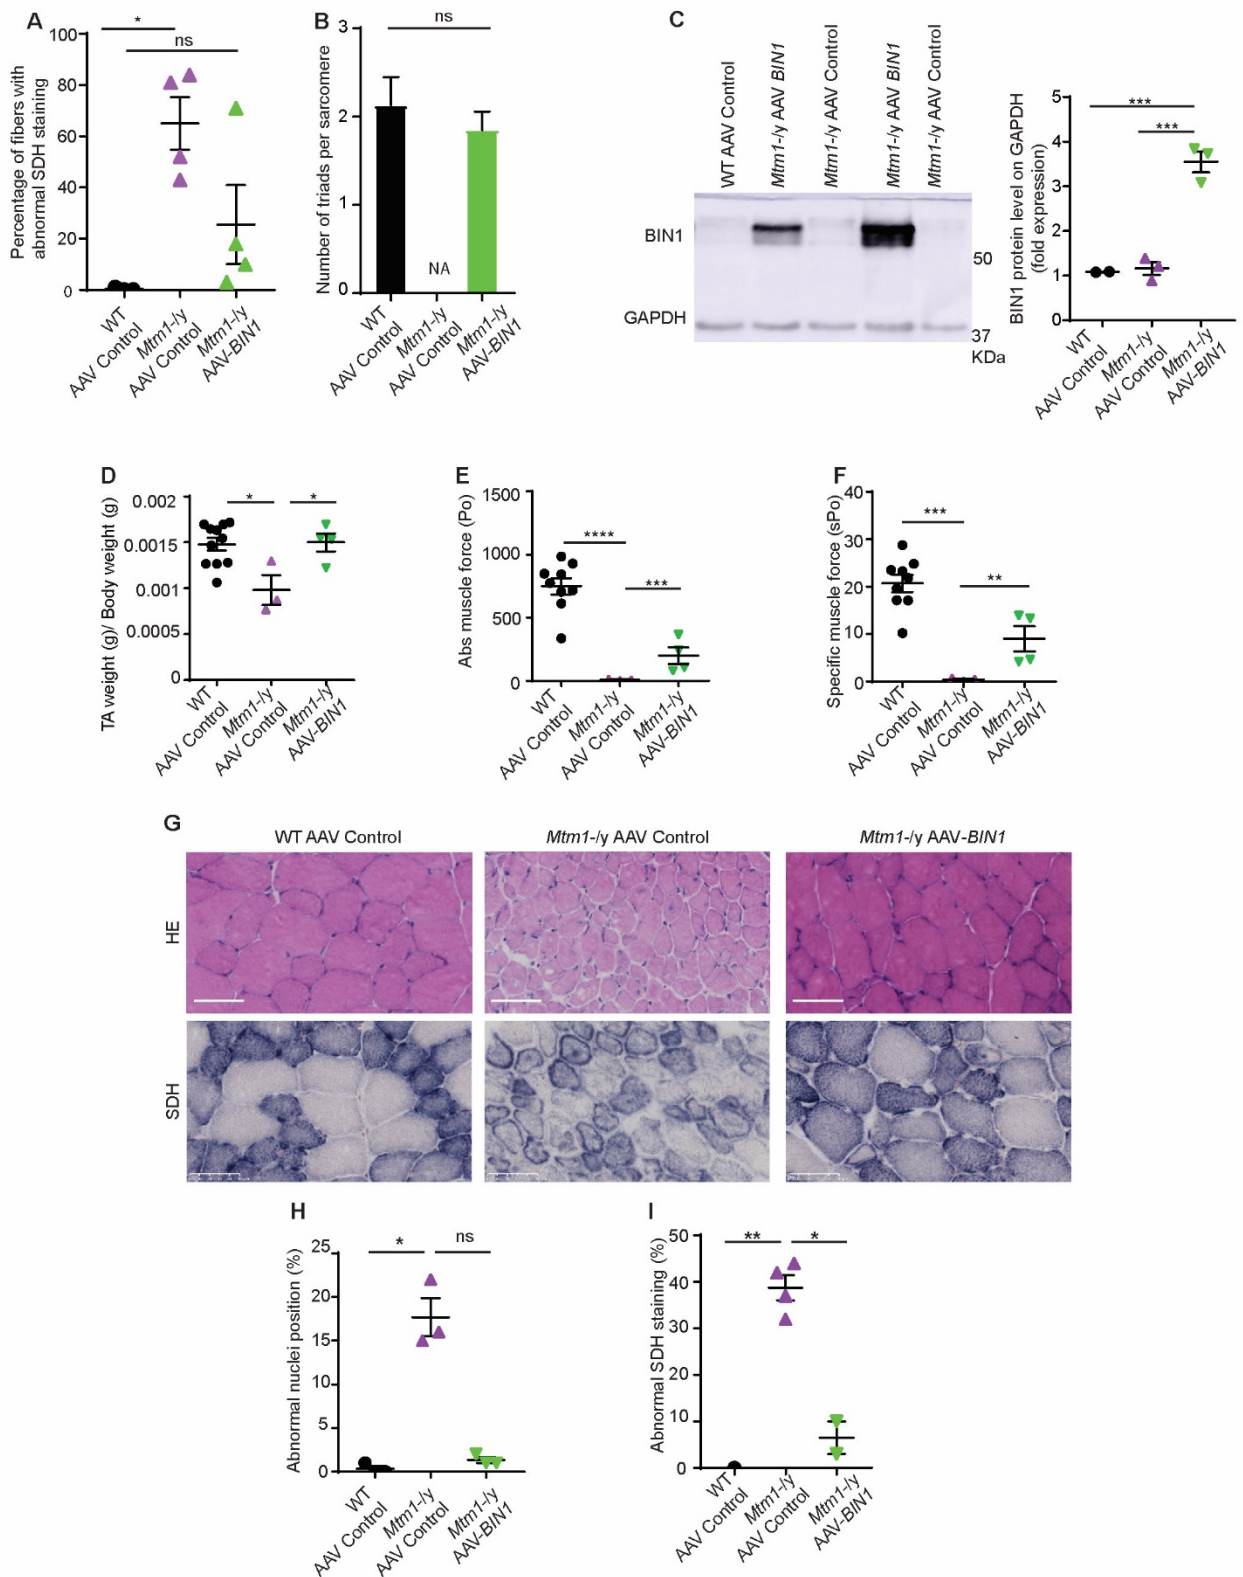 A
*
ns
100
80
60
40
20
0
Percentage of fibers with
abnormal SDH staining
WT
AAV Control
Mtm1-/y
AAV Control
Mtm1-/y
AAV-BIN1
B
ns
3
2
1
0
Number of triads per sarcomere
NA
WT
AAV Control
Mtm1-/y
AAV Control
Mtm1-/y
AAV-BIN1
C
WT AAV Control
Mtm1-/y AAV BIN1
Mtm1-/y AAV Control
Mtm1-/y AAV BIN1
Mtm1-/y AAV Control
BIN1
GAPDH
50
37
KDa
BIN1 protein level on GAPDH
(fold expression)
5
4
3
2
1
0
***
***
WT
AAV Control
Mtm1-/y
AAV Control
Mtm1-/y
AAV-BIN1
D
TA weight (g)/ Body weight (g)
0.002
0.0015
0.001
0.0005
0
*
*
WT
AAV Control
Mtm1-/y
AAV Control
Mtm1-/y
AAV-BIN1
E
Abs muscle force (Po)
1500
1000
500
0
****
***
WT
AAV Control
Mtm1-/y
AAV Control
Mtm1-/y
AAV-BIN1
F
Specific muscle force (sPo)
40
30
20
10
0
***
**
WT
AAV Control
Mtm1-/y
AAV Control
Mtm1-/y
AAV-BIN1
G
WT AAV Control
Mtm1-/y AAV Control
Mtm1-/y AAV-BIN1
HE
SDH
H
Abnormal nuclei position (%)
25
20
15
10
5
0
*
ns
WT
AAV Control
Mtm1-/y
AAV Control
Mtm1-/y
AAV-BIN1
I
Abnormal SDH staining (%)
50
40
30
20
10
0
**
*
WT
AAV Control
Mtm1-/y
AAV Control
Mtm1-/y
AAV-BIN1